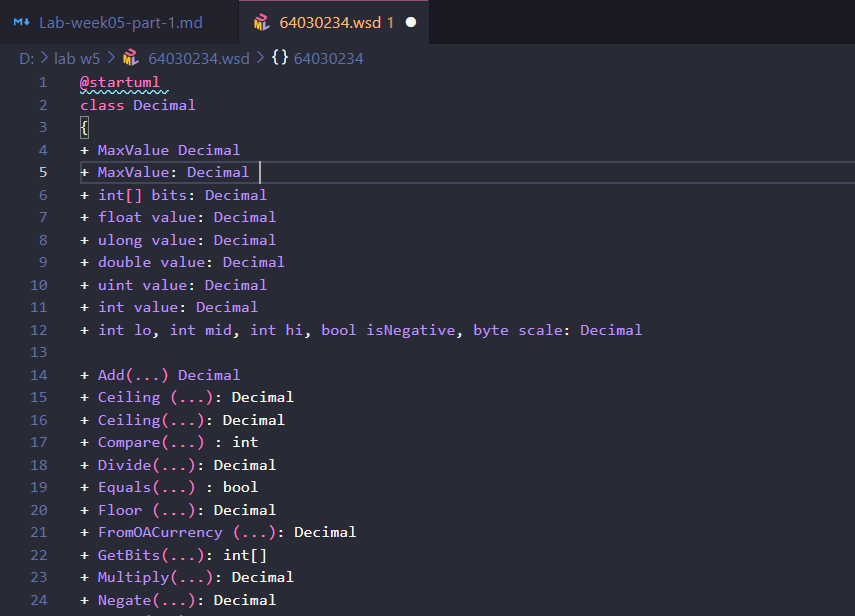 Lab-week05-part-1.md 64030234.wsd 1
D: > lab w5 > 64030234.wsd > {} 64030234
1 @startuml
2 class Decimal
3 {
4 + MaxValue Decimal
5 + MaxValue: Decimal
6 + int[] bits: Decimal
7 + float value: Decimal
8 + ulong value: Decimal
9 + double value: Decimal
10 + uint value: Decimal
11 + int value: Decimal
12 + int lo, int mid, int hi, bool isNegative, byte scale: Decimal
13
14 + Add(...) Decimal
15 + Ceiling (...): Decimal
16 + Ceiling(...): Decimal
17 + Compare(...) : int
18 + Divide(...): Decimal
19 + Equals(...) : bool
20 + Floor (...): Decimal
21 + FromOACurrency (...): Decimal
22 + GetBits(...): int[]
23 + Multiply(...): Decimal
24 + Negate(...): Decimal